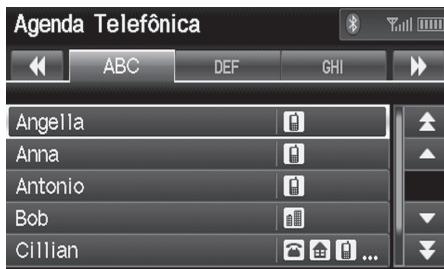 Agenda Telefônica
ABC DEF GHI
Angella
Anna
Antonio
Bob
Cillian ...